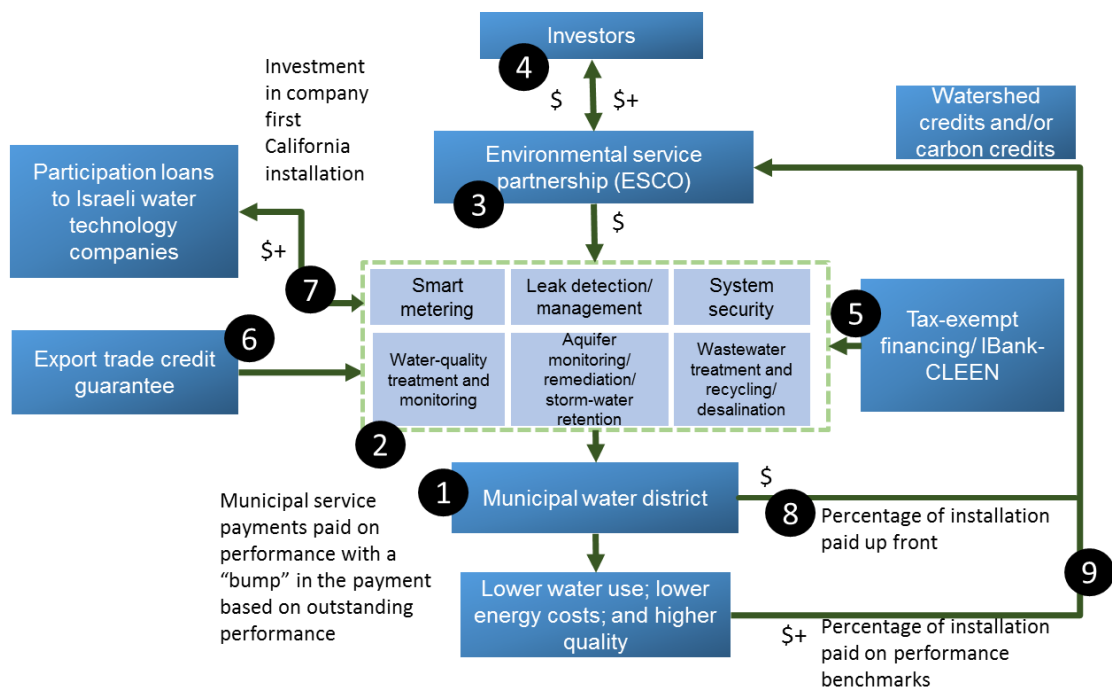 Investors
4
$
$+
Investment
in company
first
California
installation
Watershed
credits and/or
carbon credits
Environmental service
partnership (ESCO)
3
$
Participation loans
to Israeli water
technology
companies
$+
7
Smart
metering
Leak detection/
management
System
security
5
Tax-exempt
financing/ IBank-
CLEEN
6
Export trade credit
guarantee
Water-quality
treatment and
monitoring
Aquifer
monitoring/
remediation/
storm-water
retention
Wastewater
treatment and
recycling/
desalination
2
1
Municipal water district
$
8
Percentage of installation
paid up front
Municipal service
payments paid on
performance with a
“bump” in the payment
based on outstanding
performance
9
Lower water use; lower
energy costs; and higher
quality
$+
Percentage of installation
paid on performance
benchmarks